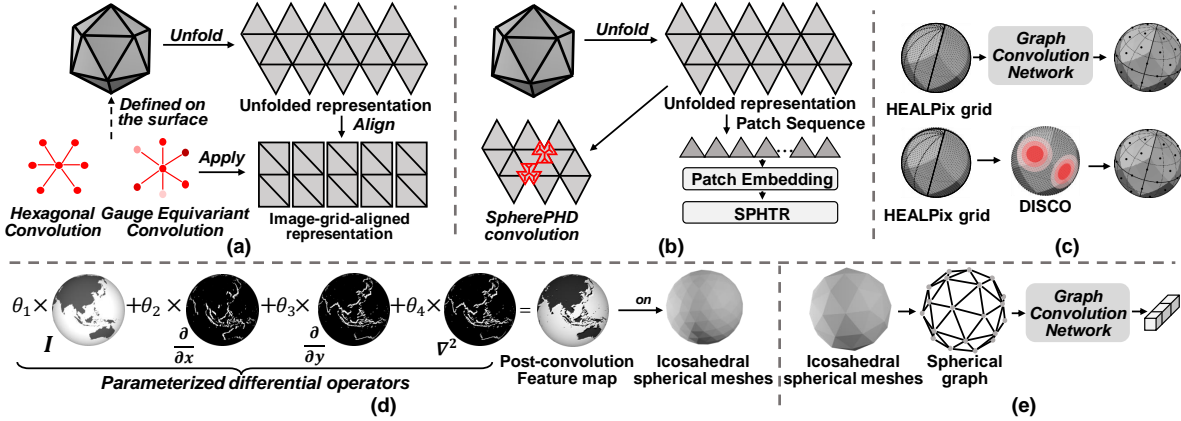 Unfold
Unfolded representation
Defined on
the surface
Align
Apply
Hexagonal
Convolution
Gauge Equivariant
Convolution
Image-grid-aligned
representation
(a)
Unfold
Unfolded representation
Patch Sequence
...
Patch Embedding
SPHTR
SpherePHD
convolution
(b)
HEALPix grid
Graph
Convolution
Network
HEALPix grid
DISCO
(c)
θ₁× +θ₂ × +θ₃× +θ₄× =
I ∂/∂x ∂/∂y ∇²
on
Parameterized differential operators
Post-convolution
Feature map
Icosahedral
spherical meshes
(d)
Icosahedral
spherical meshes
Spherical
graph
Graph
Convolution
Network
(e)